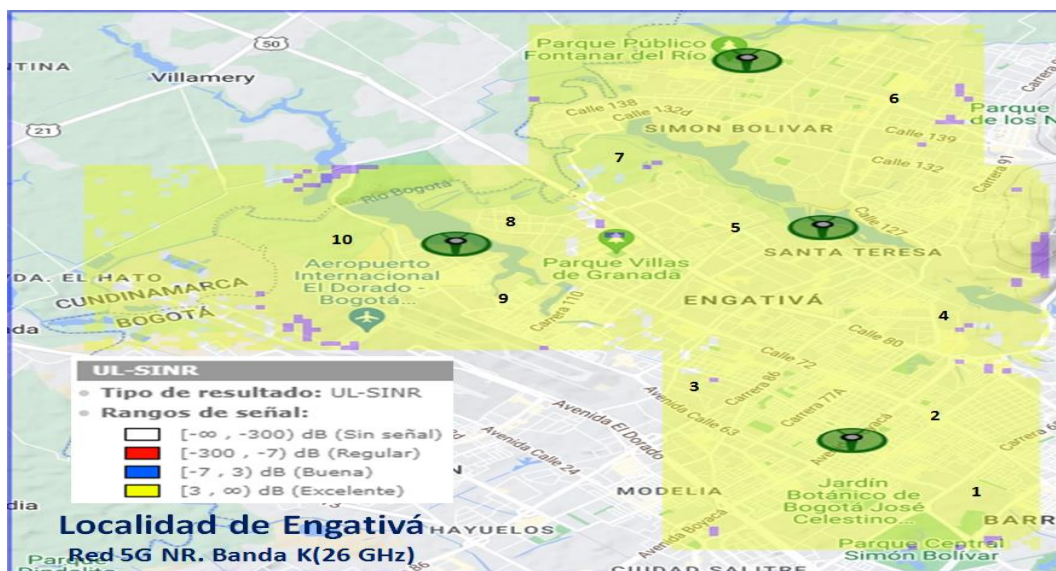 50
Parque Público
Fontanar del Río
NTINA
Villamery
6
Calle 138
Calle 132d
Parque
de los N
21
SIMON BOLIVAR
Calle 139
7
Calle 132
Carrera 91
Río Bogotá
8
5
Calle 127
10
SANTA TERESA
Aeropuerto
Internacional
El Dorado -
Bogotá...
Parque Villas
de Granada
DA. EL HATO
CUNDINAMARCA
BOGOTÁ
9
Carrera 110
ENGATIVÁ
4
ada
Calle 80
Calle 72
UL-SINR
Tipo de resultado: UL-SINR
Rangos de señal:
[-∞ , -300) dB (Sin señal)
[-300 , -7) dB (Regular)
[-7 , 3) dB (Buena)
[3 , ∞) dB (Excelente)
3
Carrera 86
Avenida Calle 63
Carrera 77A
2
Avenida El Dorado
Avenida Calle 24
Jardín
Botánico de
Bogotá José
Celestino...
1
MODELIA
BARR
dia
Localidad de Engativá
HAYUELOS
Avenida Boyacá
Red 5G NR. Banda K(26 GHz)
Parque Central
Simón Bolívar
CIUDAD SALITRE